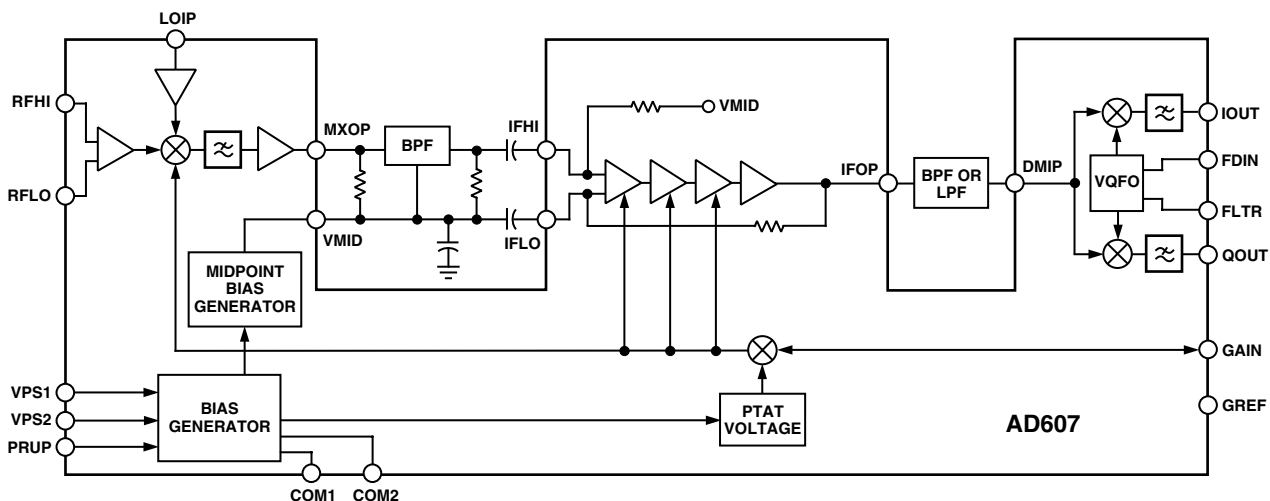 LOIP
RFHI
RFLO
MXOP
BPF
IFHI
VMID
VMID
IFLO
IFOP
BPF OR
LPF
DMIP
VQFO
IOUT
FDIN
FLTR
QOUT
MIDPOINT
BIAS
GENERATOR
GAIN
VPS1
VPS2
PRUP
BIAS
GENERATOR
PTAT
VOLTAGE
AD607
GREF
COM1
COM2